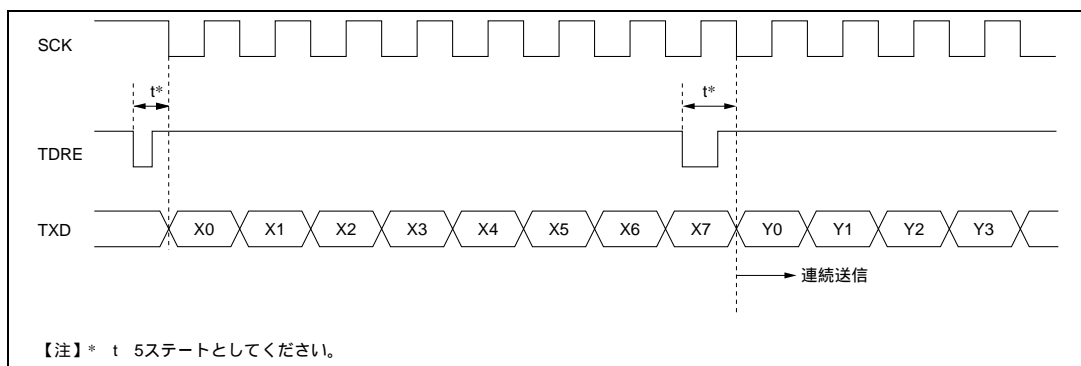 SCK
t* t*
TDRE
TXD X0 X1 X2 X3 X4 X5 X6 X7 Y0 Y1 Y2 Y3
連続送信
【注】* t 5ステートとしてください。